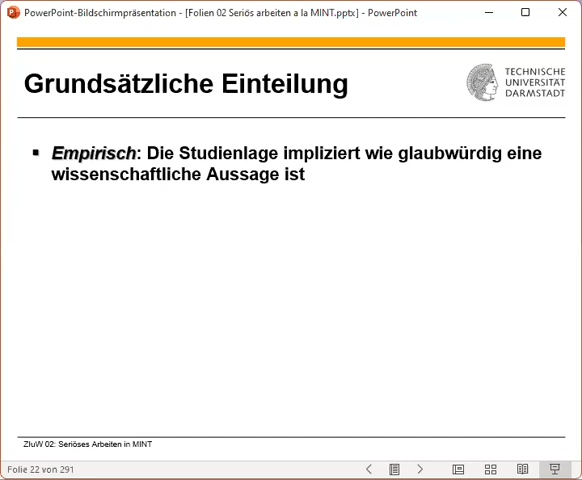 PowerPoint-Bildschirmpräsentation - [Folien 02 Seriös arbeiten a la MINT.pptx] - PowerPoint
Grundsätzliche Einteilung
TECHNISCHE
UNIVERSITÄT
DARMSTADT
▪ Empirisch: Die Studienlage impliziert wie glaubwürdig eine
wissenschaftliche Aussage ist
ZIuW 02: Seriöses Arbeiten in MINT
Folie 22 von 291